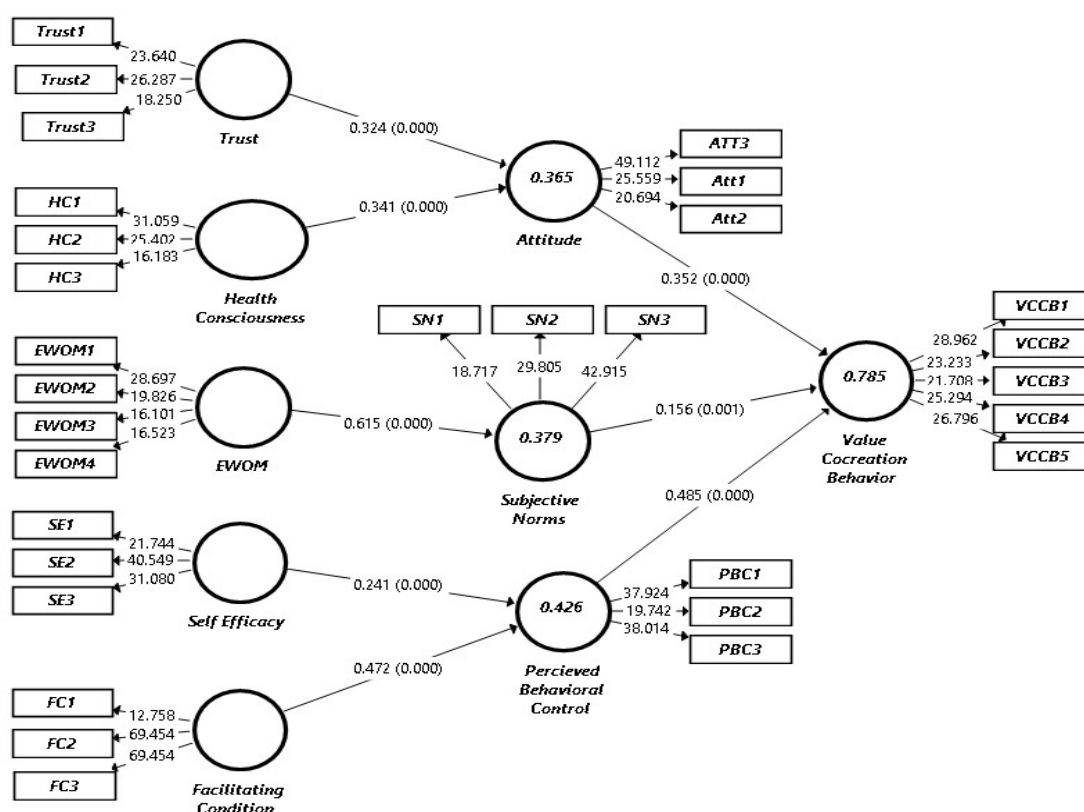 Trust1
23.640
Trust2
26.287
18.250
Trust3
Trust
0.324 (0.000)
HC1
31.059
HC2
25.402
16.183
HC3
Health
Consciousness
0.341 (0.000)
0.365
Attitude
49.112
ATT3
25.559
Att1
20.694
Att2
0.352 (0.000)
EWOM1
28.697
EWOM2
19.826
EWOM3
16.101
16.523
EWOM4
EWOM
0.615 (0.000)
SN1
SN2
SN3
18.717
29.805
42.915
0.379
Subjective
Norms
0.156 (0.001)
0.785
Value
Cocreation
Behavior
28.962
VCCB1
23.233
VCCB2
21.708
VCCB3
25.294
VCCB4
26.796
VCCB5
0.485 (0.000)
SE1
21.744
SE2
40.549
31.080
SE3
Self Efficacy
0.241 (0.000)
0.426
Percieved
Behavioral
Control
37.924
PBC1
19.742
PBC2
38.014
PBC3
0.472 (0.000)
FC1
12.758
FC2
69.454
69.454
FC3
Facilitating
Condition